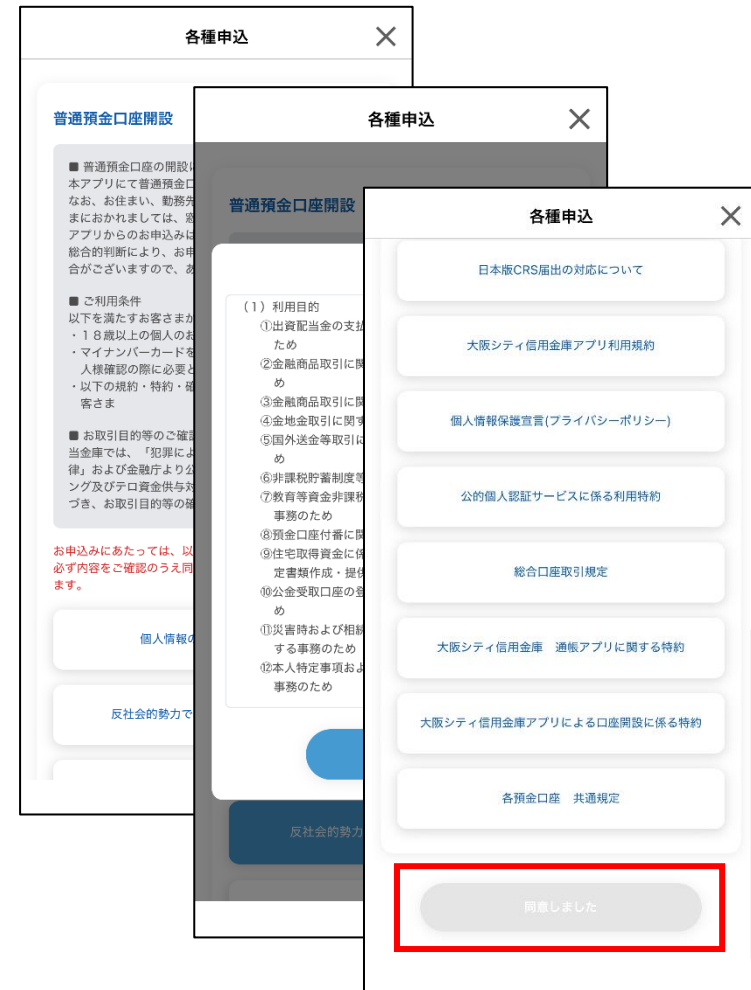 各種申込
普通預金口座開設
■ 普通預金口座の開設
本アプリにて普通預金口
なお、お住まい、勤務先
まにおかれましては、窓
アプリからのお申込みは
総合的判断により、お申
合がございますので、あ
■ ご利用条件
以下を満たすお客さまか
・１８歳以上の個人のお
・マイナンバーカードを
人様確認の際に必要と
・以下の規約・特約・確
客さま
■ お取引目的等のご確認
当金庫では、「犯罪によ
律」および金融庁より公
ング及びテロ資金供与対
づき、お取引目的等の確
お申込みにあたっては、以
必ず内容をご確認のうえ同
ます。
個人情報の
反社会的勢力で
各種申込
普通預金口座開設
（１）利用目的
①出資配当金の支払
ため
②金融商品取引に関
め
③金融商品取引に関
④金地金取引に関す
⑤国外送金等取引に
め
⑥非課税貯蓄制度等
⑦教育等資金非課税
事務のため
⑧預金口座付番に関
⑨住宅取得資金に係
定書類作成・提供
⑩公金受取口座の登
め
⑪災害時および相続
する事務のため
⑫本人特定事項およ
事務のため
反社会的勢力
各種申込
日本版CRS届出の対応について
大阪シティ信用金庫アプリ利用規約
個人情報保護宣言(プライバシーポリシー)
公的個人認証サービスに係る利用特約
総合口座取引規定
大阪シティ信用金庫　通帳アプリに関する特約
大阪シティ信用金庫アプリによる口座開設に係る特約
各預金口座　共通規定
同意しました